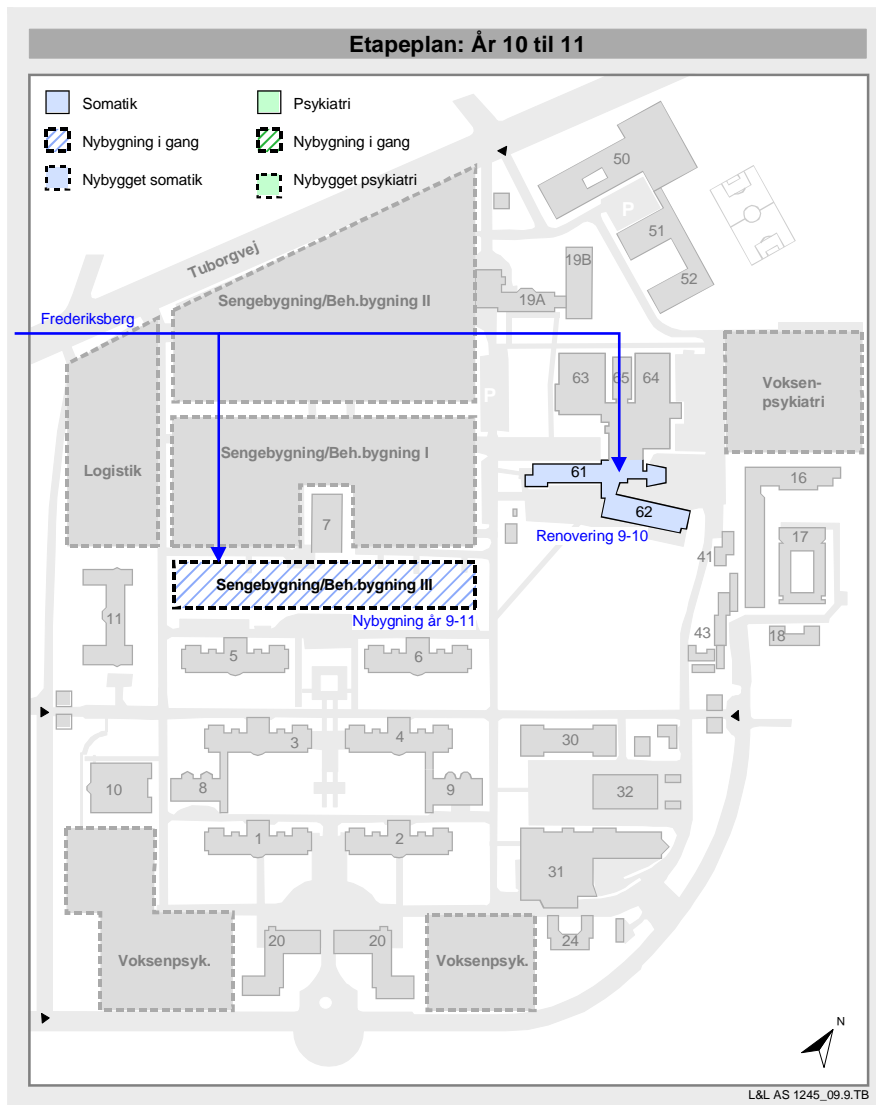 Etapeplan: År 10 til 11
Somatik
Psykiatri
Nybygning i gang
Nybygning i gang
Nybygget somatik
Nybygget psykiatri
50
P
51
52
19B
19A
Tuborgvej
Sengebygning/Beh.bygning II
Frederiksberg
63
65
64
P
Voksen-
psykiatri
Sengebygning/Beh.bygning I
Logistik
61
16
7
62
Renovering 9-10
17
41
Sengebygning/Beh.bygning III
Nybygning år 9-11
11
43
18
5
6
3
4
30
8
9
10
32
1
2
31
20
20
24
Voksenpsyk.
Voksenpsyk.
N
L&L AS 1245_09.9.TB